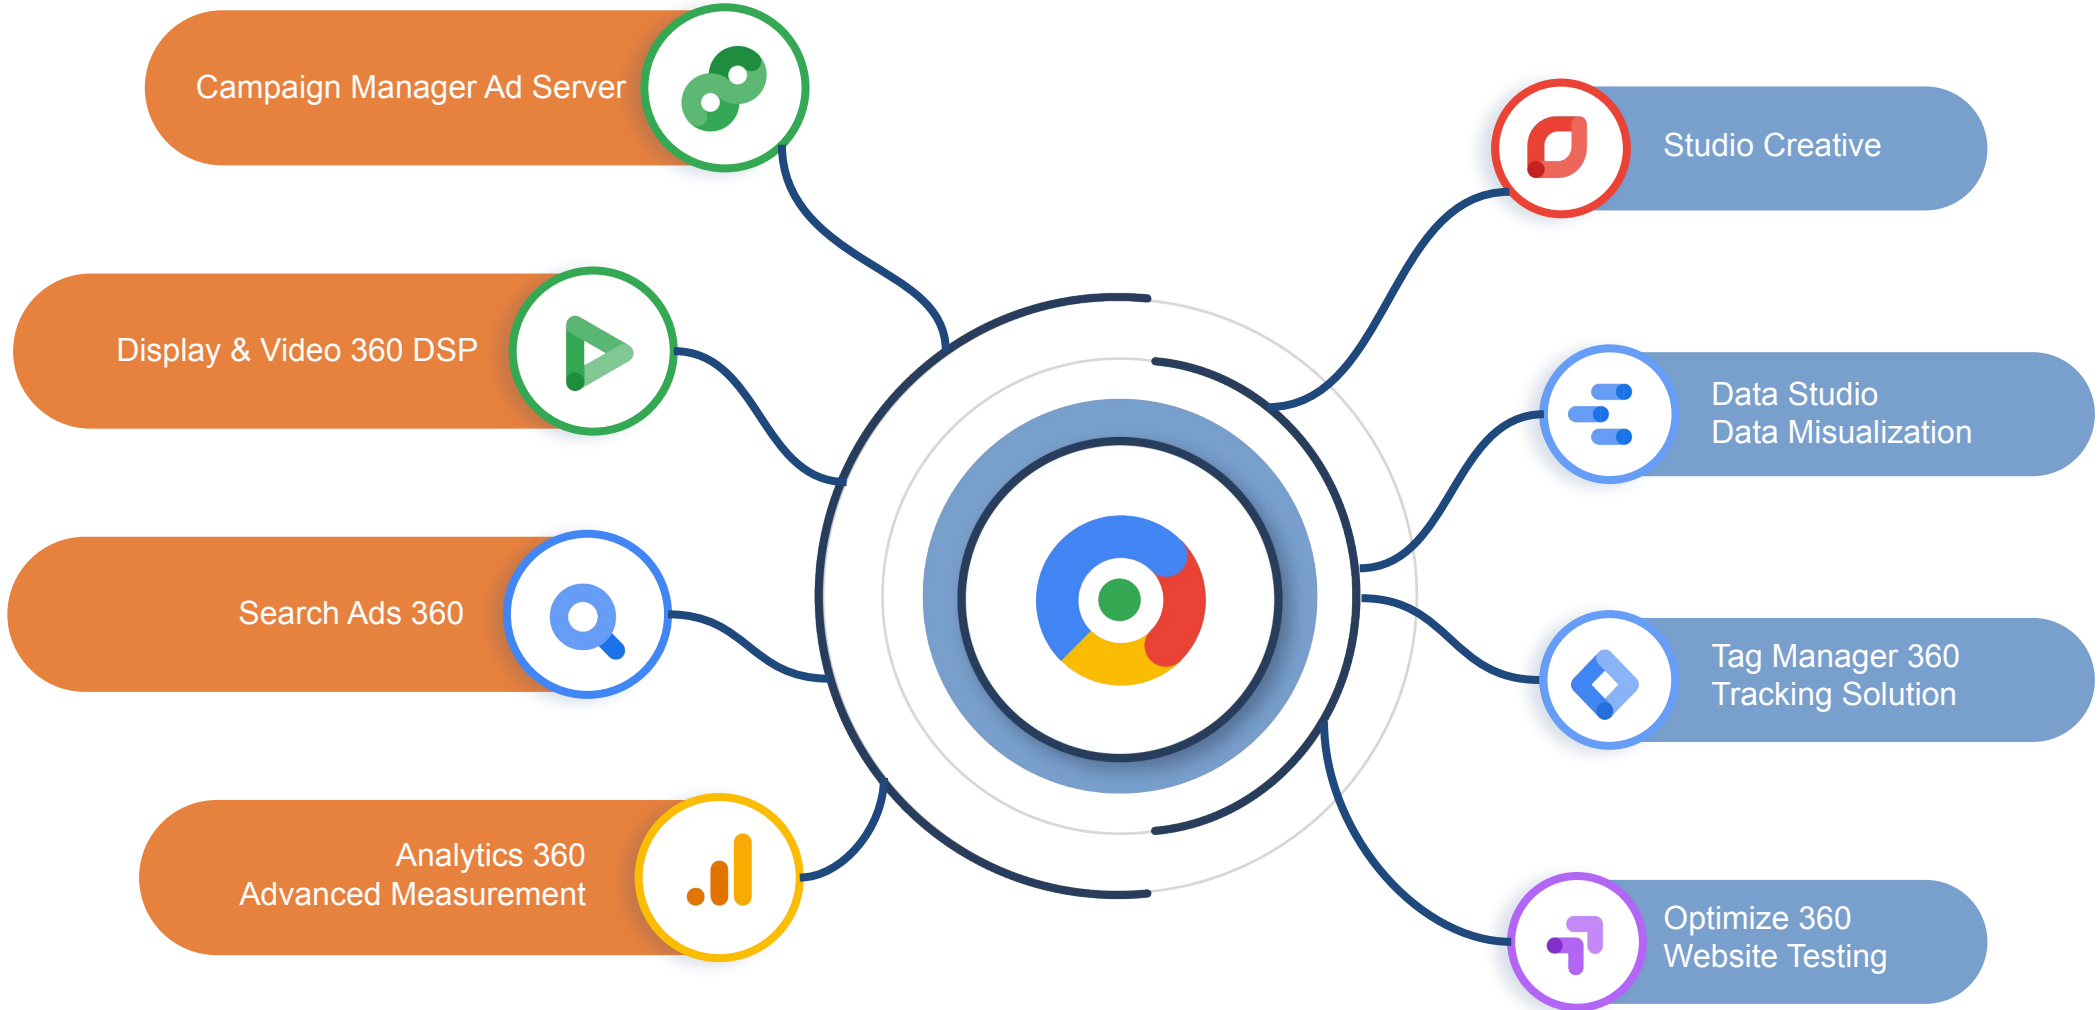 Campaign Manager Ad Server
Display & Video 360 DSP
Search Ads 360
Analytics 360
Advanced Measurement
Studio Creative
Data Studio
Data Misualization
Tag Manager 360
Tracking Solution
Optimize 360
Website Testing